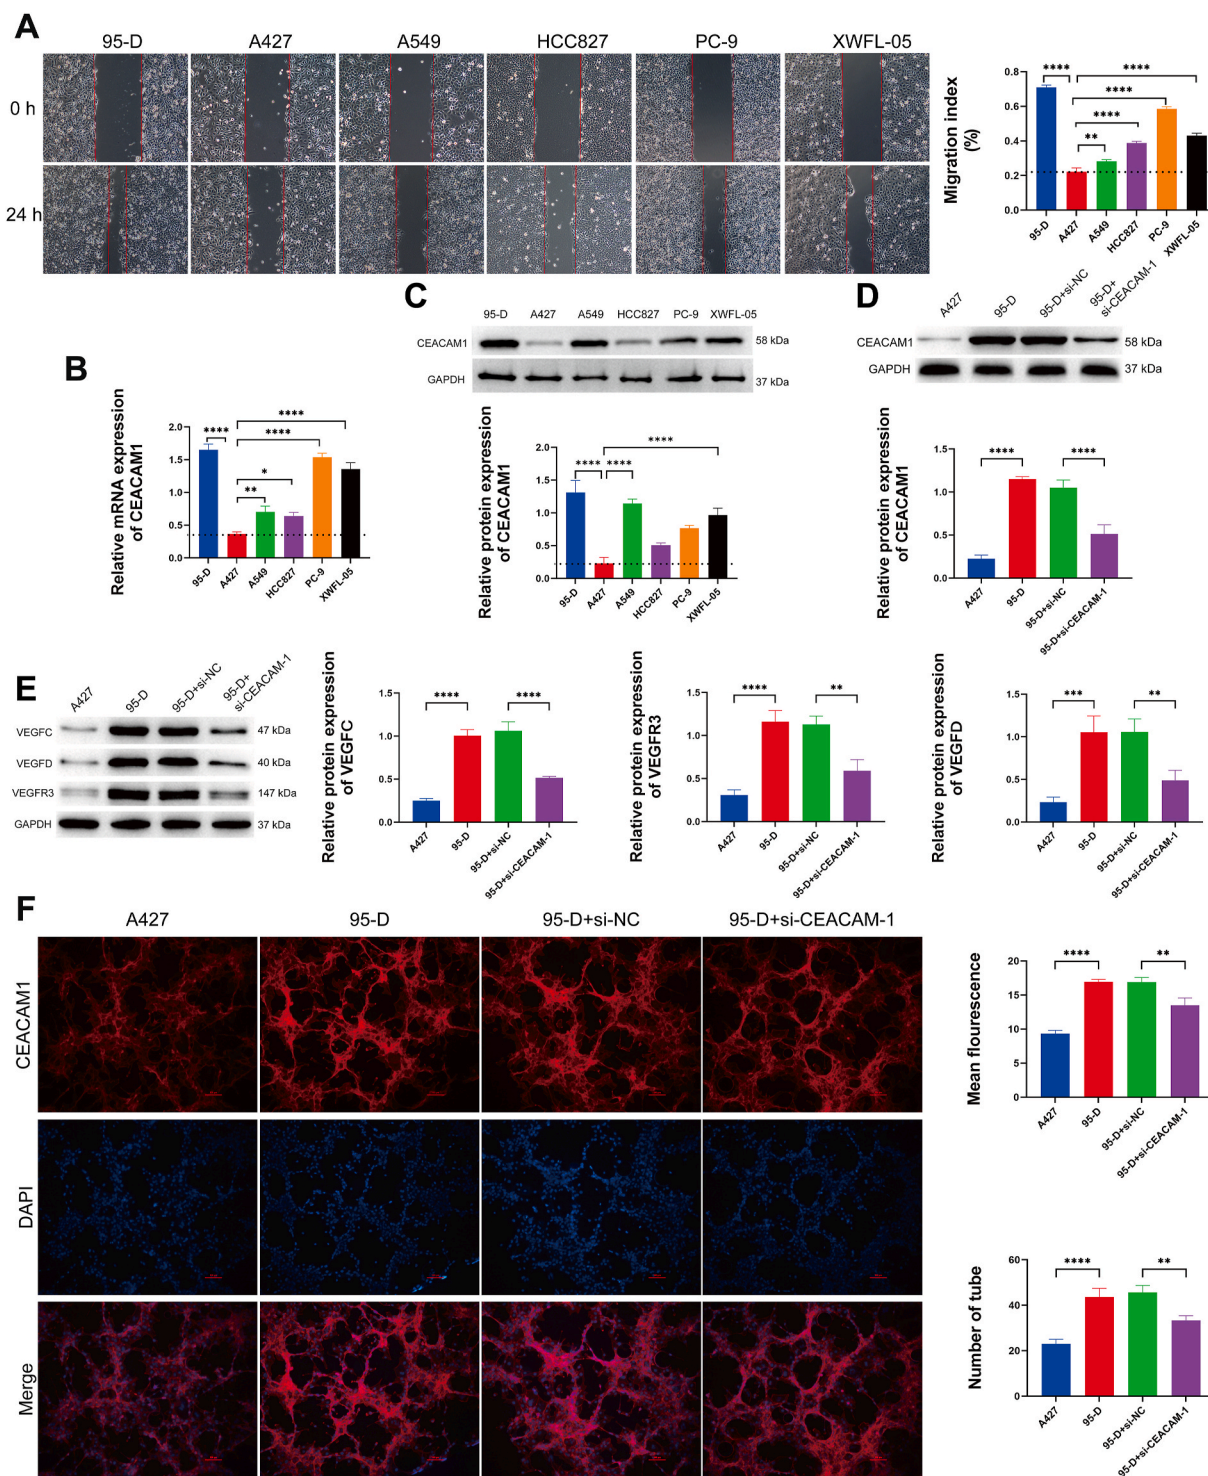 A
95-D A427 A549 HCC827 PC-9 XWFL-05
0 h
24 h
Migration index
(%)
0.8
0.6
0.4
0.2
0.0
**** ****
****
****
**
95-D A427 A549 HCC827 PC-9 XWFL-05
B
Relative mRNA expression
of CEACAM1
2.0
1.5
1.0
0.5
0.0
****
****
****
*
**
95-D A427 A549 HCC827 PC-9 XWFL-05
C
95-D A427 A549 HCC827 PC-9 XWFL-05
CEACAM1 58 kDa
GAPDH 37 kDa
Relative protein expression
of CEACAM1
2.0
1.5
1.0
0.5
0.0
****
**** ****
95-D A427 A549 HCC827 PC-9 XWFL-05
D
A427 95-D 95-D+si-NC 95-D+
si-CEACAM-1
CEACAM1 58 kDa
GAPDH 37 kDa
Relative protein expression
of CEACAM1
1.5
1.0
0.5
0.0
**** ****
A427 95-D 95-D+si-NC 95-D+si-CEACAM-1
E
A427 95-D 95-D+si-NC 95-D+
si-CEACAM-1
VEGFC 47 kDa
VEGFD 40 kDa
VEGFR3 147 kDa
GAPDH 37 kDa
Relative protein expression
of VEGFC
1.5
1.0
0.5
0.0
**** ****
A427 95-D 95-D+si-NC 95-D+si-CEACAM-1
Relative protein expression
of VEGFR3
1.5
1.0
0.5
0.0
**** **
A427 95-D 95-D+si-NC 95-D+si-CEACAM-1
Relative protein expression
of VEGFD
1.5
1.0
0.5
0.0
*** **
A427 95-D 95-D+si-NC 95-D+si-CEACAM-1
F
A427 95-D 95-D+si-NC 95-D+si-CEACAM-1
CEACAM1
DAPI
Merge
Mean flourescence
20
15
10
5
0
**** **
A427 95-D 95-D+si-NC 95-D+si-CEACAM-1
Number of tube
60
40
20
0
**** **
A427 95-D 95-D+si-NC 95-D+si-CEACAM-1